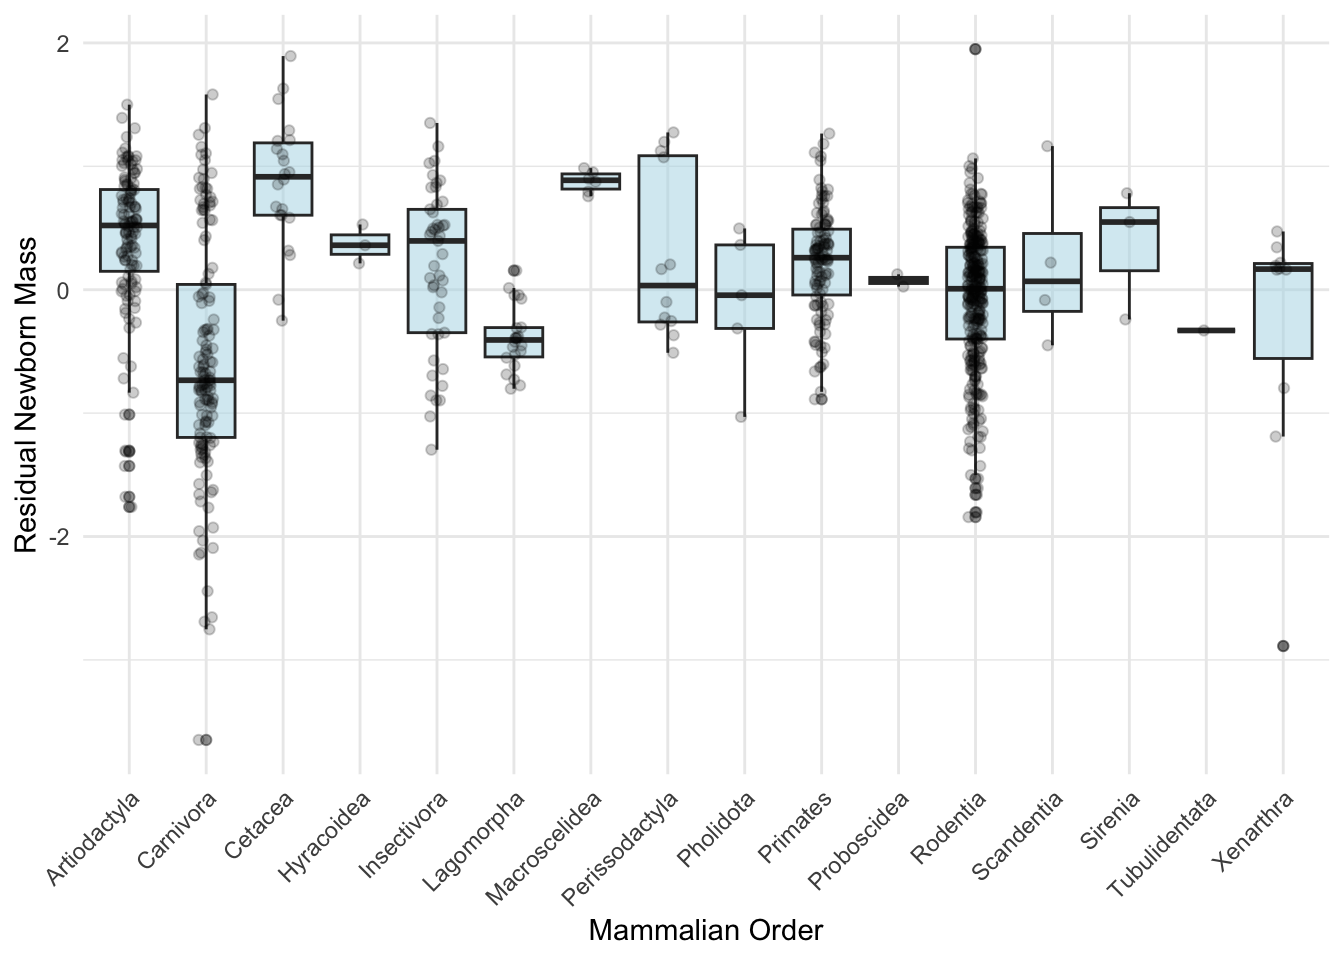 Residual Newborn Mass
2
0
-2
Artiodactyla
Carnivora
Cetacea
Hyracoidea
Insectivora
Lagomorpha
Macroscelidea
Perissodactyla
Pholidota
Primates
Proboscidea
Rodentia
Scandentia
Sirenia
Tubulidentata
Xenarthra
Mammalian Order